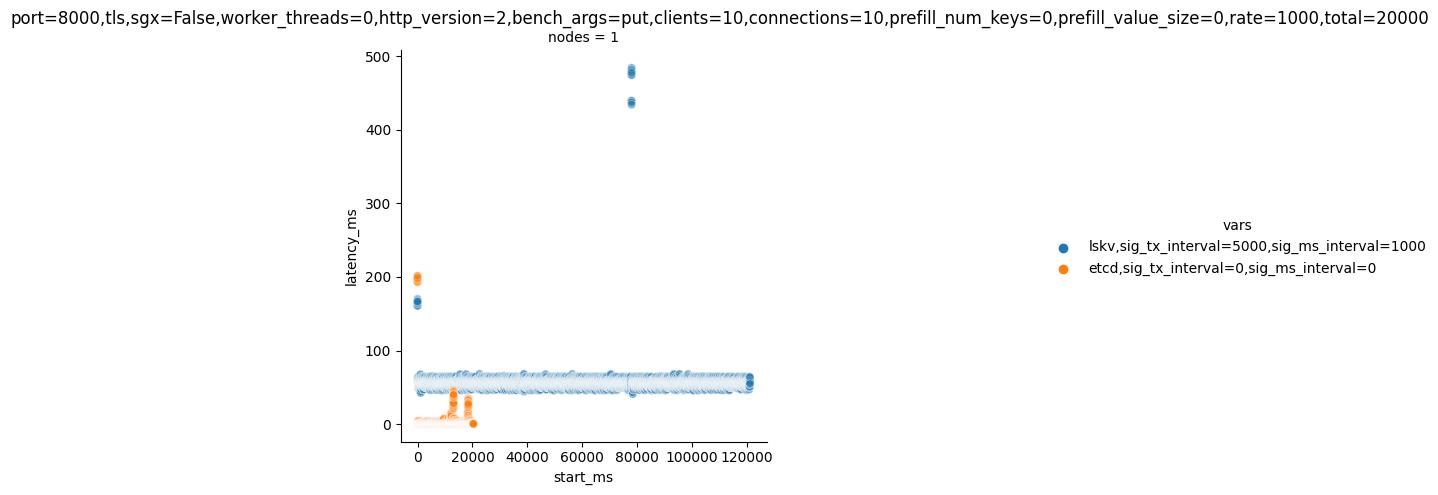 port=8000,tls,sgx=False,worker_threads=0,http_version=2,bench_args=put,clients=10,connections=10,prefill_num_keys=0,prefill_value_size=0,rate=1000,total=20000
nodes = 1
500
400
300
200
100
0
latency_ms
0 20000 40000 60000 80000 100000 120000
start_ms
vars
lskv,sig_tx_interval=5000,sig_ms_interval=1000
etcd,sig_tx_interval=0,sig_ms_interval=0